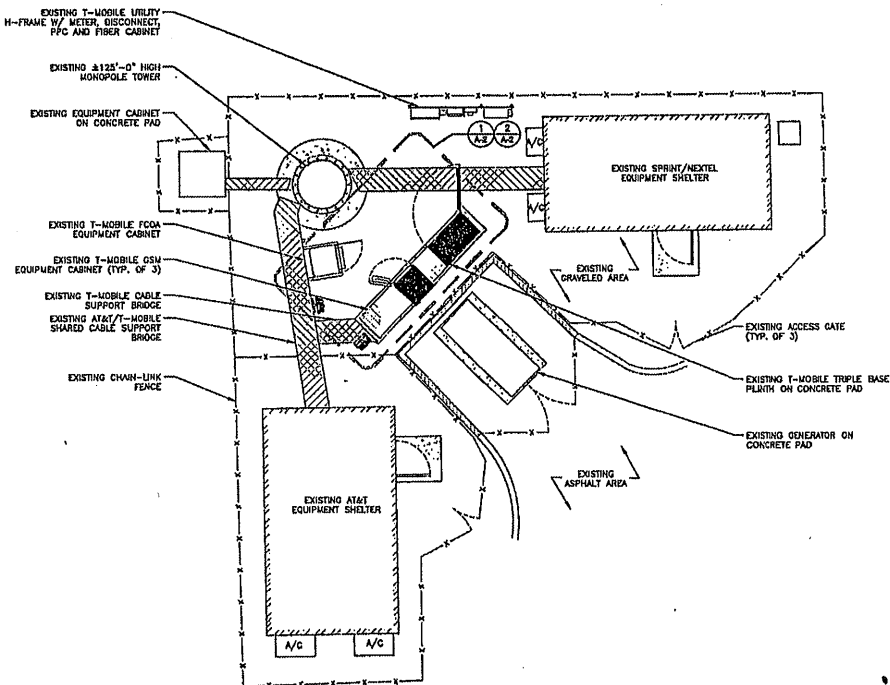 EXISTING T-MOBILE UTILITY
H-FRAME W/ METER, DISCONNECT,
PPC AND FIBER CABINET
EXISTING ±125'-0" HIGH
MONOPOLE TOWER
EXISTING EQUIPMENT CABINET
ON CONCRETE PAD
1
A-2
2
A-2
A/C
A/C
EXISTING SPRINT/NEXTEL
EQUIPMENT SHELTER
EXISTING T-MOBILE FCOA
EQUIPMENT CABINET
EXISTING T-MOBILE GSM
EQUIPMENT CABINET (TYP. OF 3)
EXISTING T-MOBILE CABLE
SUPPORT BRIDGE
EXISTING AT&T/T-MOBILE
SHARED CABLE SUPPORT
BRIDGE
EXISTING CHAIN-LINK
FENCE
EXISTING
GRAVELED AREA
EXISTING ACCESS GATE
(TYP. OF 3)
EXISTING T-MOBILE TRIPLE BASE
PLINTH ON CONCRETE PAD
EXISTING GENERATOR ON
CONCRETE PAD
EXISTING
ASPHALT AREA
EXISTING AT&T
EQUIPMENT SHELTER
A/C
A/C